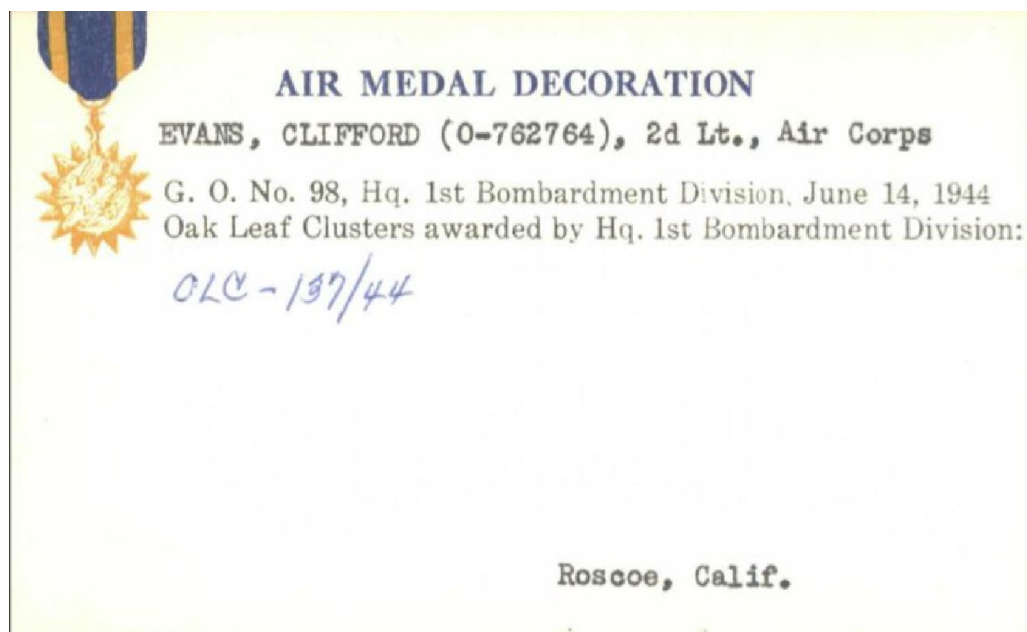 AIR MEDAL DECORATION
EVANS, CLIFFORD (O-762764), 2d Lt., Air Corps
G. O. No. 98, Hq. 1st Bombardment Division, June 14, 1944
Oak Leaf Clusters awarded by Hq. 1st Bombardment Division:
OLC - 137/44
Roscoe, Calif.